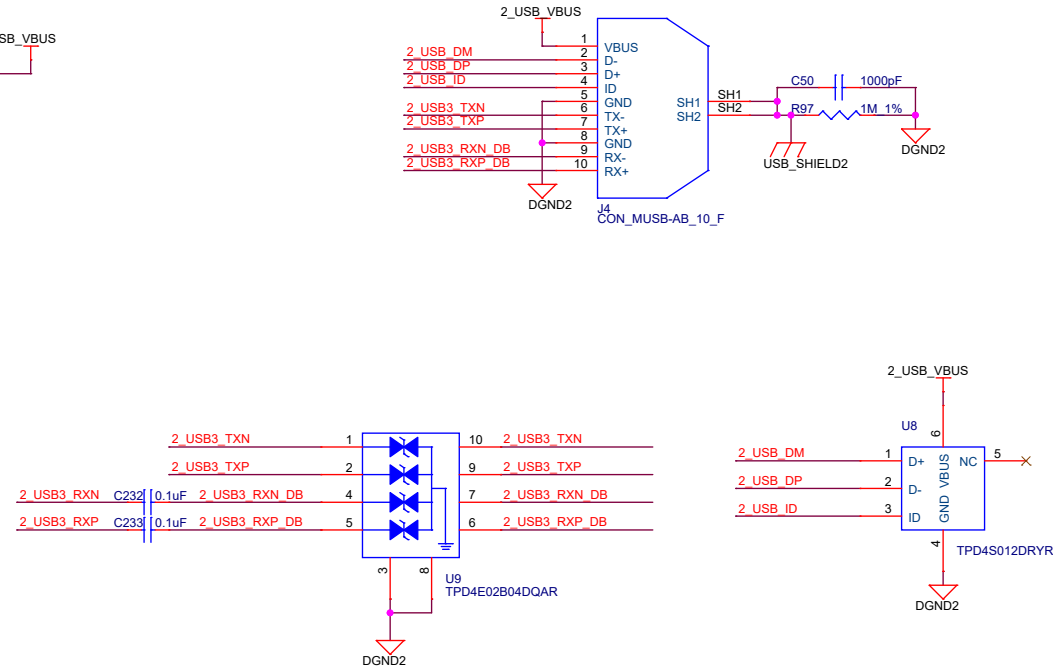 2_USB_VBUS
SB_VBUS
1 VBUS
2_USB_DM 2 D-
2_USB_DP 3 D+
2_USB_ID 4 ID
5 GND
2_USB3_TXN 6 TX-
2_USB3_TXP 7 TX+
8 GND
2_USB3_RXN_DB 9 RX-
2_USB3_RXP_DB 10 RX+
SH1 SH1
SH2 SH2
C50 1000pF
R97 1M_1%
USB_SHIELD2
DGND2
DGND2
J4
CON_MUSB-AB_10_F
2_USB3_TXN 1 10 2_USB3_TXN
2_USB3_TXP 2 9 2_USB3_TXP
2_USB3_RXN C232 0.1uF 2_USB3_RXN_DB 4 7 2_USB3_RXN_DB
2_USB3_RXP C233 0.1uF 2_USB3_RXP_DB 5 6 2_USB3_RXP_DB
3 8
U9
TPD4E02B04DQAR
DGND2
2_USB_VBUS
U8
6
VBUS
2_USB_DM 1 D+ NC 5
2_USB_DP 2 D-
2_USB_ID 3 ID
GND
4
TPD4S012DRYR
DGND2